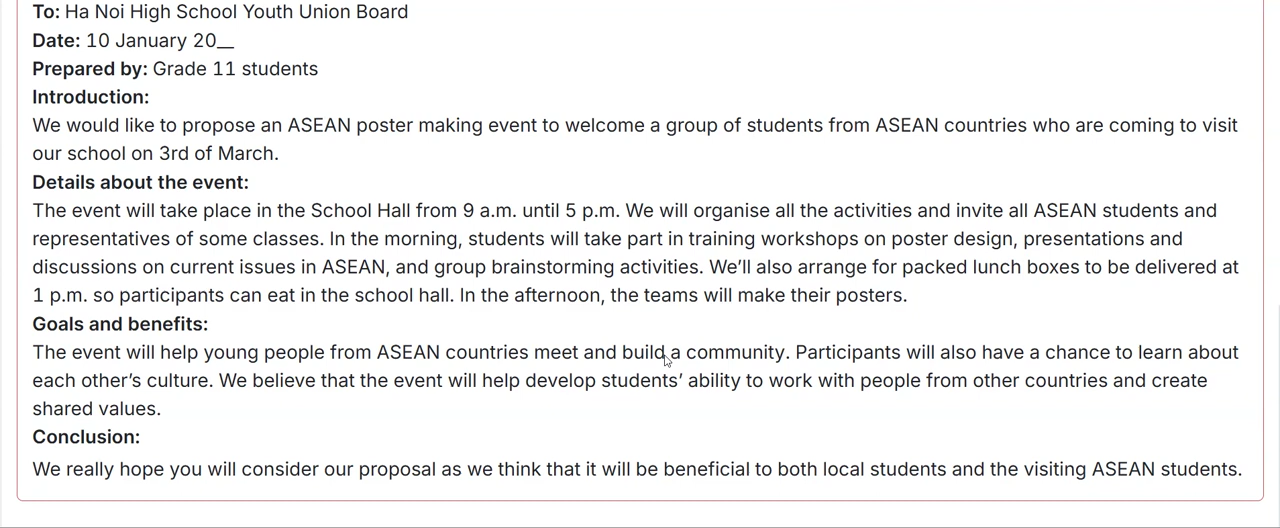 To: Ha Noi High School Youth Union Board
Date: 10 January 20__
Prepared by: Grade 11 students
Introduction:
We would like to propose an ASEAN poster making event to welcome a group of students from ASEAN countries who are coming to visit
our school on 3rd of March.
Details about the event:
The event will take place in the School Hall from 9 a.m. until 5 p.m. We will organise all the activities and invite all ASEAN students and
representatives of some classes. In the morning, students will take part in training workshops on poster design, presentations and
discussions on current issues in ASEAN, and group brainstorming activities. We’ll also arrange for packed lunch boxes to be delivered at
1 p.m. so participants can eat in the school hall. In the afternoon, the teams will make their posters.
Goals and benefits:
The event will help young people from ASEAN countries meet and build a community. Participants will also have a chance to learn about
each other’s culture. We believe that the event will help develop students’ ability to work with people from other countries and create
shared values.
Conclusion:
We really hope you will consider our proposal as we think that it will be beneficial to both local students and the visiting ASEAN students.